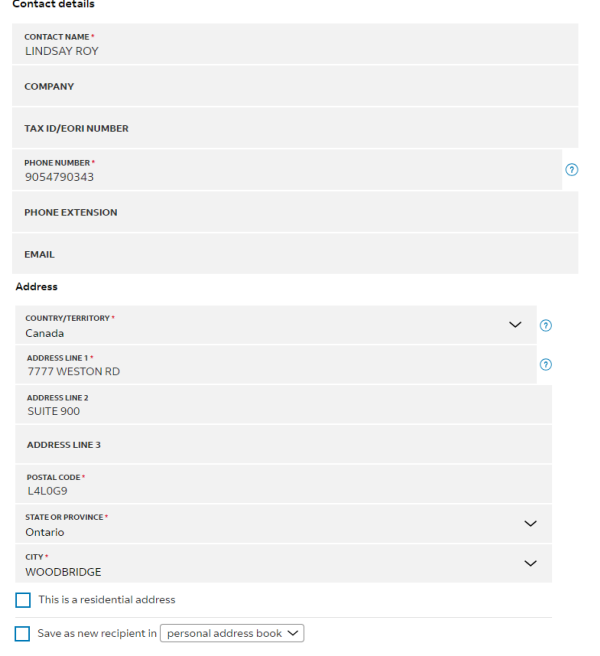 Contact details
CONTACT NAME *
LINDSAY ROY
COMPANY
TAX ID/EORI NUMBER
PHONE NUMBER *
9054790343
?
PHONE EXTENSION
EMAIL
Address
COUNTRY/TERRITORY *
Canada
?
ADDRESS LINE 1 *
7777 WESTON RD
?
ADDRESS LINE 2
SUITE 900
ADDRESS LINE 3
POSTAL CODE *
L4L0G9
STATE OR PROVINCE *
Ontario
CITY *
WOODBRIDGE
This is a residential address
Save as new recipient in personal address book